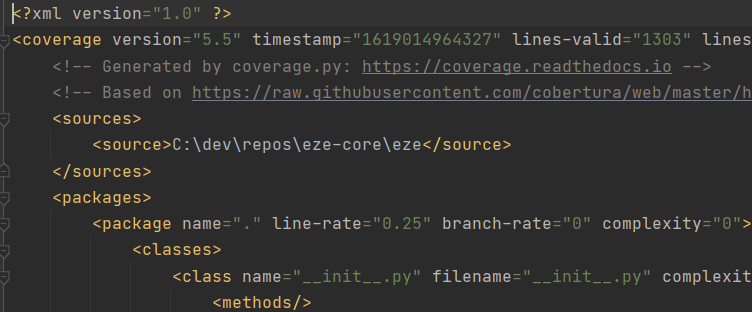 <?xml version="1.0" ?>
<coverage version="5.5" timestamp="1619014964327" lines-valid="1303" lines
<!-- Generated by coverage.py: https://coverage.readthedocs.io -->
<!-- Based on https://raw.githubusercontent.com/cobertura/web/master/h
<sources>
<source>C:\dev\repos\eze-core\eze</source>
</sources>
<packages>
<package name="." line-rate="0.25" branch-rate="0" complexity="0">
<classes>
<class name="__init__.py" filename="__init__.py" complexit
<methods/>